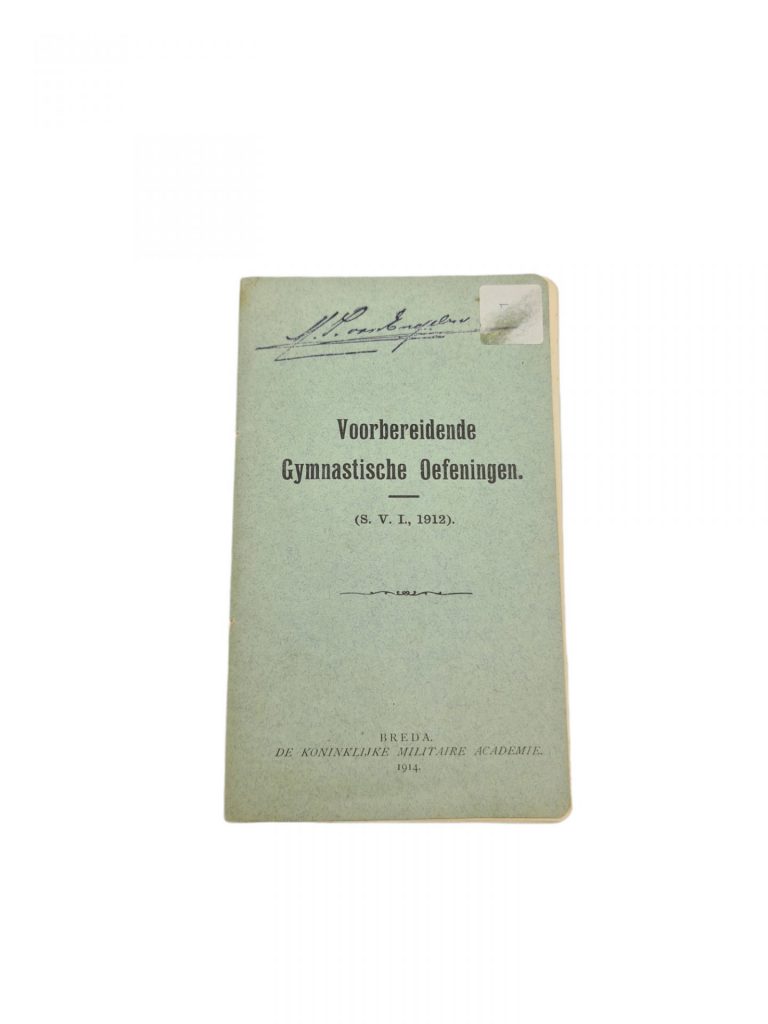 Voorbereidende
Gymnastische Oefeningen.
(S. V. I., 1912).
BREDA.
DE KONINKLIJKE MILITAIRE ACADEMIE.
1914.